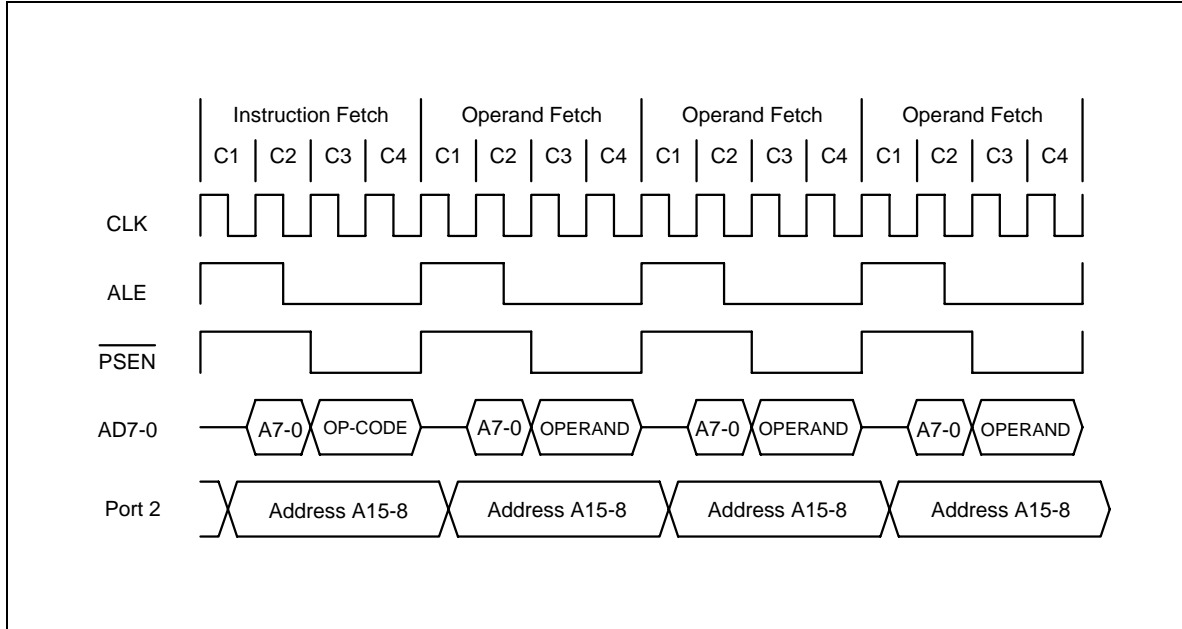 Instruction Fetch Operand Fetch Operand Fetch Operand Fetch
C1 C2 C3 C4 C1 C2 C3 C4 C1 C2 C3 C4 C1 C2 C3 C4
CLK
ALE
PSEN
AD7-0 A7-0 OP-CODE A7-0 OPERAND A7-0 OPERAND A7-0 OPERAND
Port 2 Address A15-8 Address A15-8 Address A15-8 Address A15-8